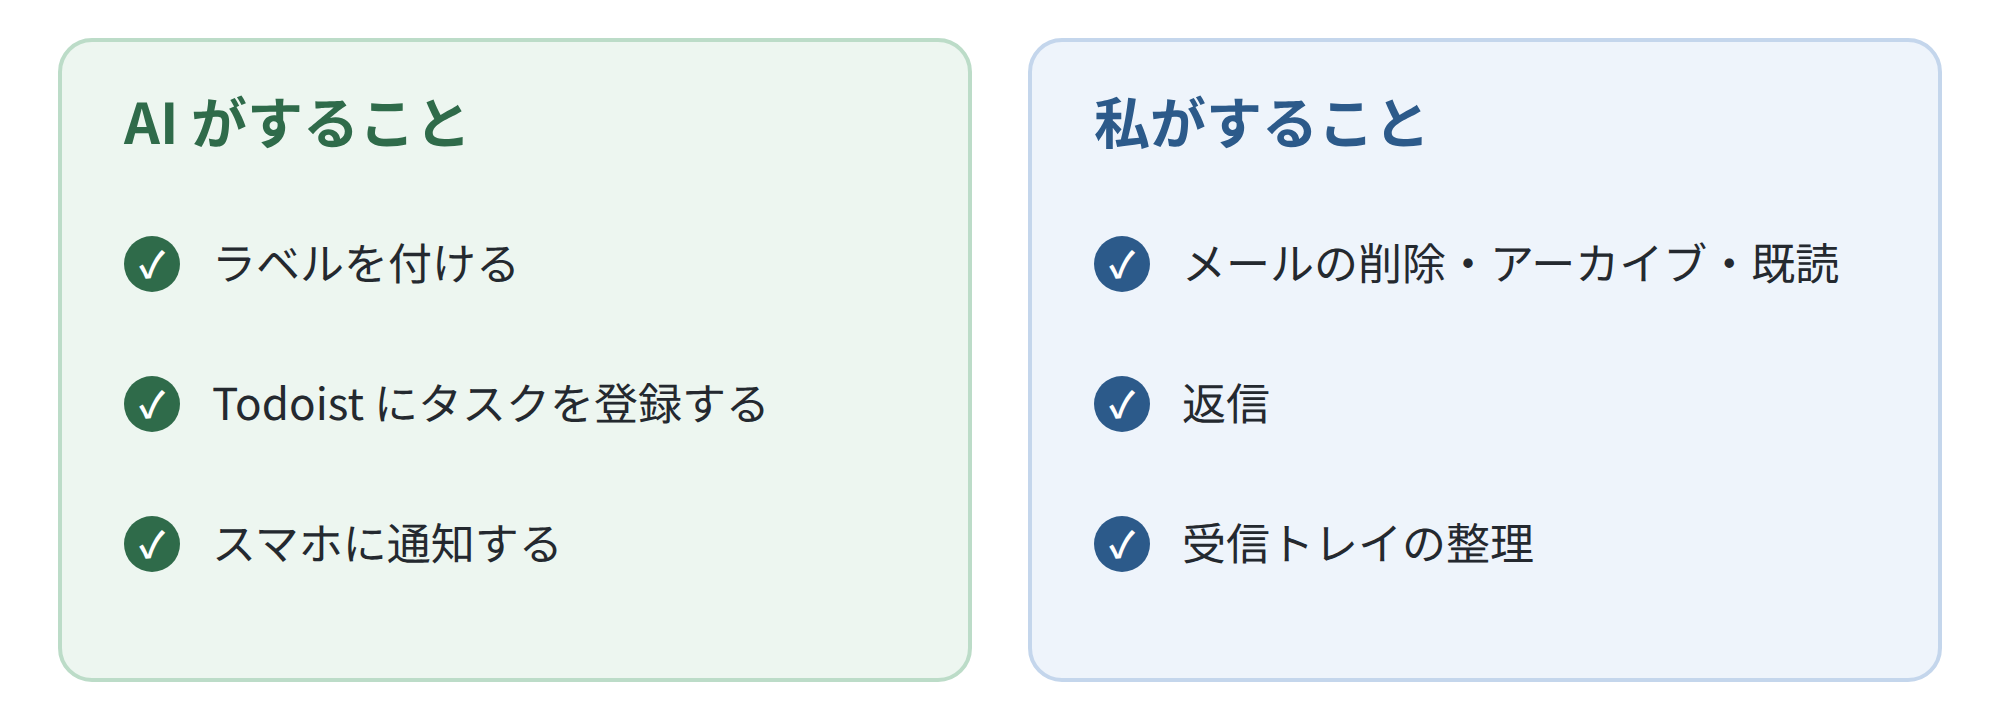 AI がすること
ラベルを付ける
Todoist にタスクを登録する
スマホに通知する
私がすること
メールの削除・アーカイブ・既読
返信
受信トレイの整理